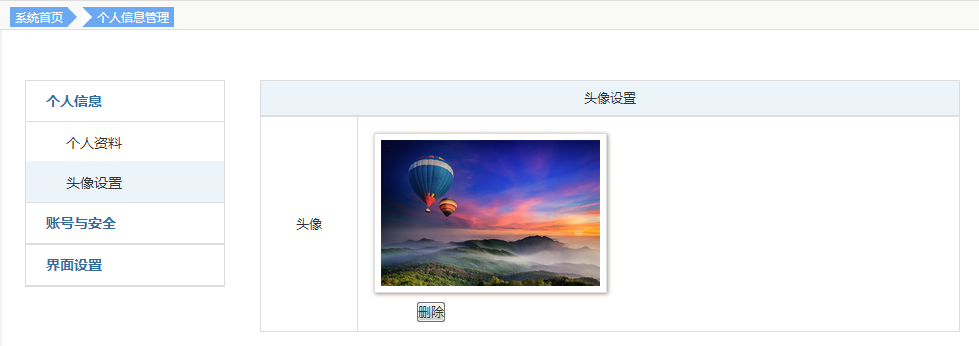 系统首页 个人信息管理
个人信息
个人资料
头像设置
账号与安全
界面设置
头像设置
头像
删除